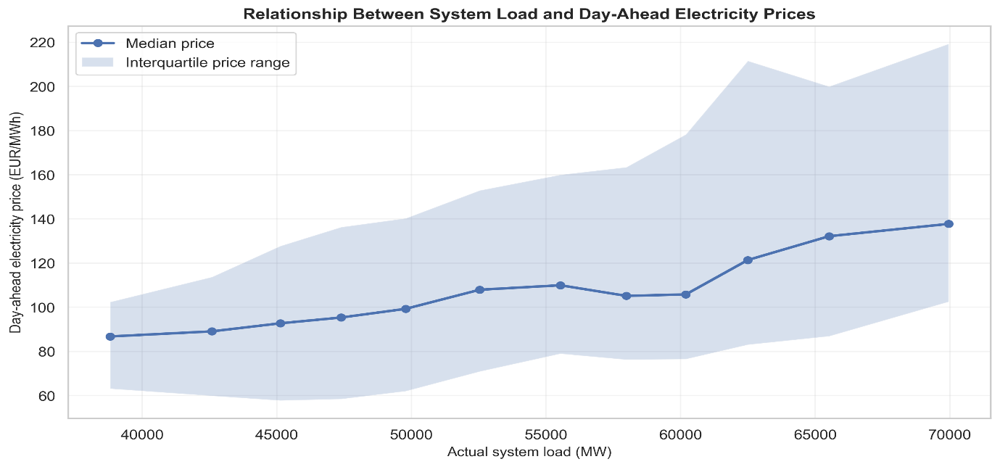 Relationship Between System Load and Day-Ahead Electricity Prices
Median price
Interquartile price range
Day-ahead electricity price (EUR/MWh)
220
200
180
160
140
120
100
80
60
40000 45000 50000 55000 60000 65000 70000
Actual system load (MW)